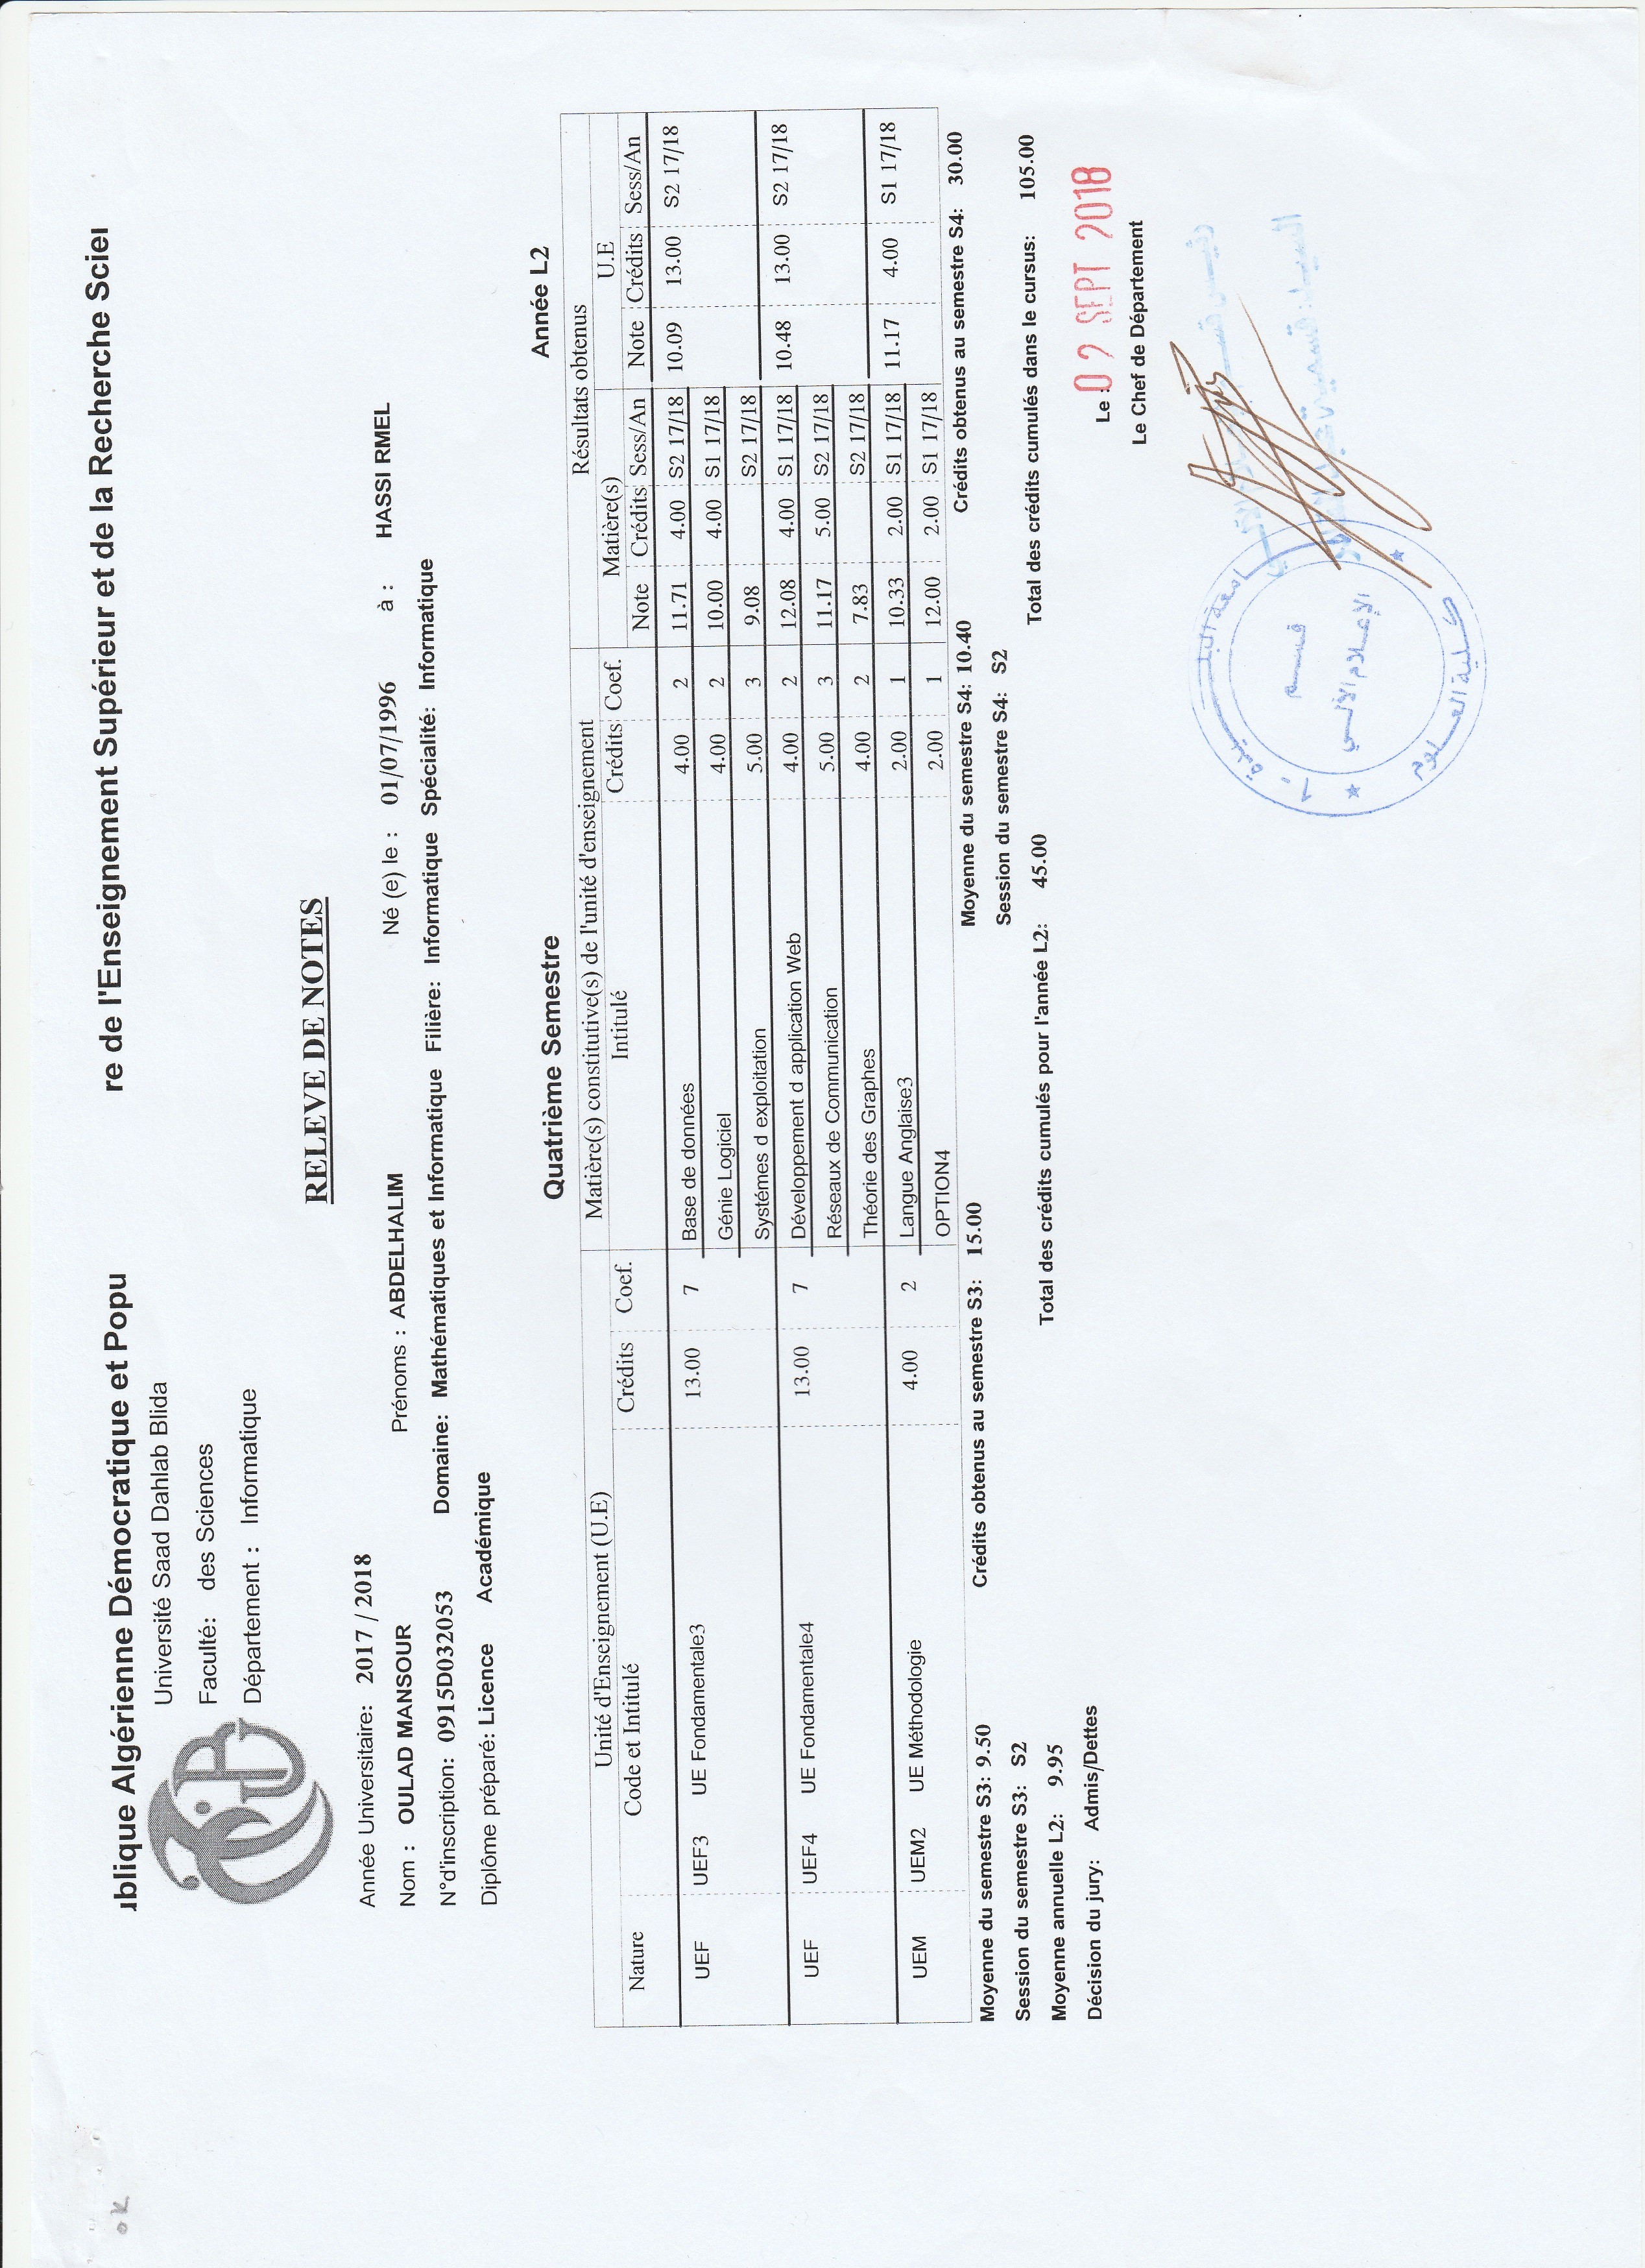 ok
ublique Algérienne Démocratique et Popu re de l'Enseignement Supérieur et de la Recherche Scie
Université Saad Dahlab Blida
Faculté: des Sciences
Département : Informatique
RELEVE DE NOTES
Année Universitaire: 2017 / 2018
Nom : OULAD MANSOUR Prénoms : ABDELHALIM Né (e) le : 01/07/1996 à : HASSI RMEL
N°d'inscription: 0915D032053 Domaine: Mathématiques et Informatique Filière: Informatique Spécialité: Informatique
Diplôme préparé: Licence Académique
Quatrième Semestre Année L2
Unité d'Enseignement (U.E) Matière(s) constitutive(s) de l'unité d'enseignement Résultats obtenus
Matière(s) U.E
Nature Code et Intitulé Crédits Coef. Intitulé Crédits Coef. Note Crédits Sess/An Note Crédits Sess/An
UEF UEF3 UE Fondamentale3 13.00 7 Base de données 4.00 2 11.71 4.00 S2 17/18 10.09 13.00 S2 17/18
Génie Logiciel 4.00 2 10.00 4.00 S1 17/18
Systémes d exploitation 5.00 3 9.08 S2 17/18
UEF UEF4 UE Fondamentale4 13.00 7 Développement d application Web 4.00 2 12.08 4.00 S1 17/18 10.48 13.00 S2 17/18
Réseaux de Communication 5.00 3 11.17 5.00 S2 17/18
Théorie des Graphes 4.00 2 7.83 S2 17/18
UEM UEM2 UE Méthodologie 4.00 2 Langue Anglaise3 2.00 1 10.33 2.00 S1 17/18 11.17 4.00 S1 17/18
OPTION4 2.00 1 12.00 2.00 S1 17/18
Moyenne du semestre S3: 9.50 Crédits obtenus au semestre S3: 15.00 Moyenne du semestre S4: 10.40 Crédits obtenus au semestre S4: 30.00
Session du semestre S3: S2 Session du semestre S4: S2
Moyenne annuelle L2: 9.95 Total des crédits cumulés pour l'année L2: 45.00 Total des crédits cumulés dans le cursus: 105.00
Décision du jury: Admis/Dettes
Le : 02 SEPT 2018
Le Chef de Département
قسم
الإعلام الآلي
كلية العلوم